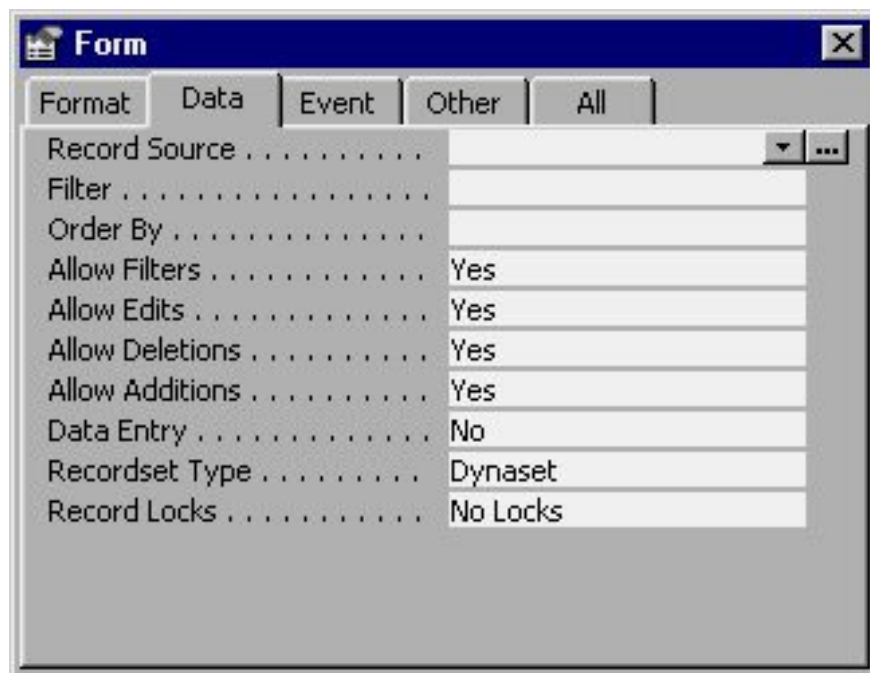 Form
Format Data Event Other All
Record Source . . . . . . . . . .
Filter . . . . . . . . . . . . . . . . .
Order By . . . . . . . . . . . . . .
Allow Filters . . . . . . . . . . . . Yes
Allow Edits . . . . . . . . . . . . . Yes
Allow Deletions . . . . . . . . . . Yes
Allow Additions . . . . . . . . . . Yes
Data Entry . . . . . . . . . . . . . No
Recordset Type . . . . . . . . . Dynaset
Record Locks . . . . . . . . . . . No Locks